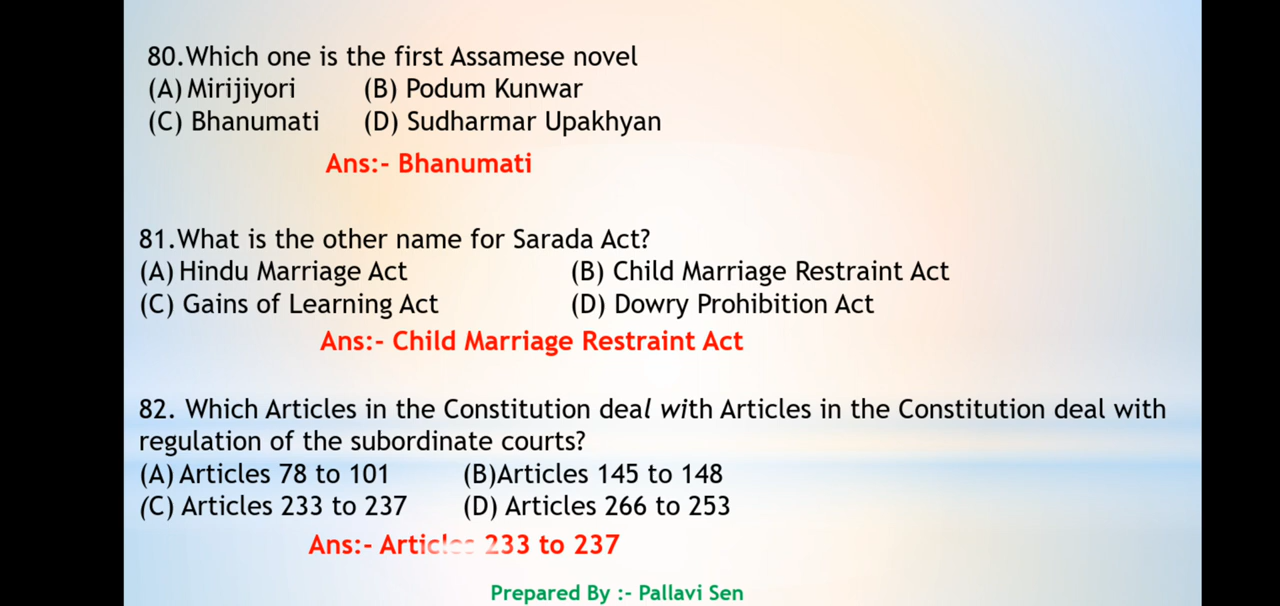 80.Which one is the first Assamese novel
(A) Mirijiyori (B) Podum Kunwar
(C) Bhanumati (D) Sudharmar Upakhyan
Ans:- Bhanumati
81.What is the other name for Sarada Act?
(A) Hindu Marriage Act (B) Child Marriage Restraint Act
(C) Gains of Learning Act (D) Dowry Prohibition Act
Ans:- Child Marriage Restraint Act
82. Which Articles in the Constitution deal with Articles in the Constitution deal with
regulation of the subordinate courts?
(A) Articles 78 to 101 (B)Articles 145 to 148
(C) Articles 233 to 237 (D) Articles 266 to 253
Ans:- Articles 233 to 237
Prepared By :- Pallavi Sen